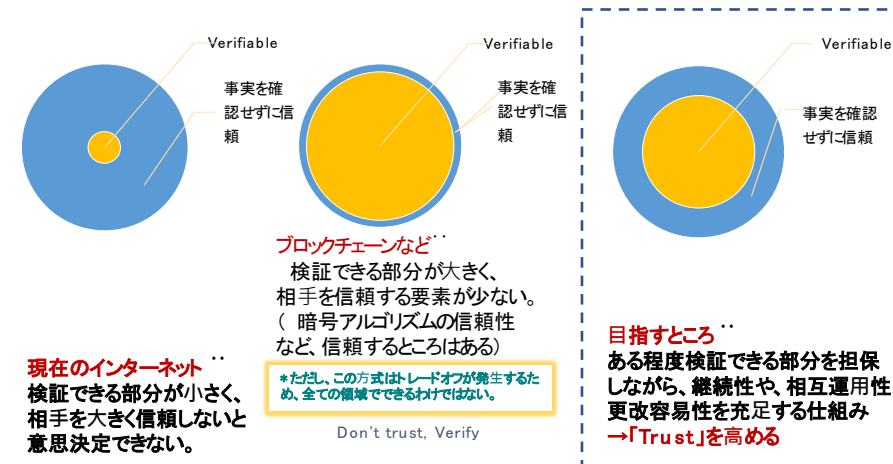 Verifiable
事実を確
認せずに信
頼
現在のインターネット
検証できる部分が小さく、
相手を大きく信頼しないと
意思決定できない。
Verifiable
事実を確
認せずに信
頼
ブロックチェーンなど
検証できる部分が大きく、
相手を信頼する要素が少ない。
( 暗号アルゴリズムの信頼性
など、信頼するところはある)
*ただし、この方式はトレードオフが発生するた
め、全ての領域でできるわけではない。
Don't trust, Verify
Verifiable
事実を確認
せずに信頼
目指すところ
ある程度検証できる部分を担保
しながら、継続性や、相互運用性
更改容易性を充足する仕組み
→「Trust」を高める